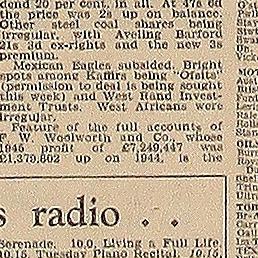 dend 20 per cent. in all. At 47s 6d
the price was 2s up on balance.
Other steel coal shares being
irregular, with Aveling Barford
21s 3d ex-rights and the new 3s
premium.
Mexican Eagles subsided. Bright
spots among Kaffirs being "Ofsits"
(permission to deal is being sought
this week) and West Rand Invest-
ment Trusts. West Africans were
irregular.
Feature of the full accounts of
F. W. Woolworth and Co., whose
1945 profit of £7,249,447 was
£1,379,602 up on 1944, is the
s radio . .
Serenade. 10.0, Living a Full Life.
10.15, Tuesday Piano Recital. 10.15,